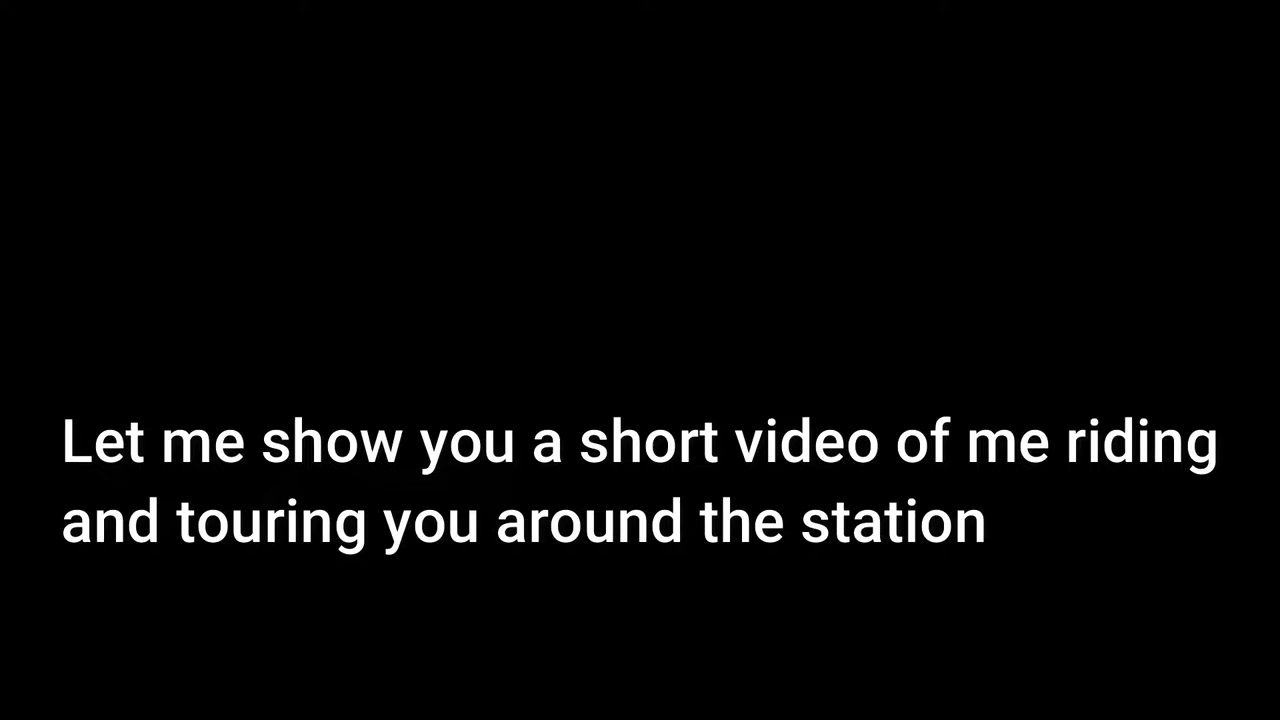 Let me show you a short video of me riding
and touring you around the station